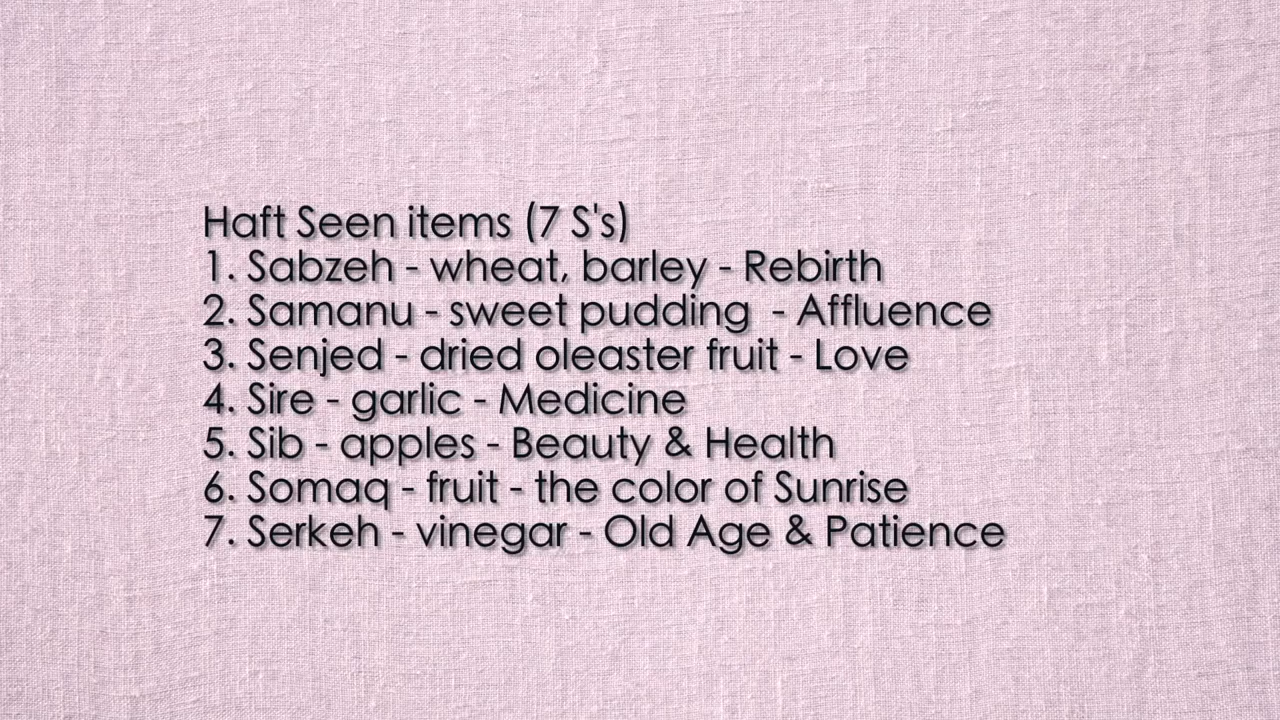 Haft Seen items (7 S's)
1. Sabzeh - wheat, barley - Rebirth
2. Samanu - sweet pudding  - Affluence
3. Senjed - dried oleaster fruit - Love
4. Sire - garlic - Medicine
5. Sib - apples - Beauty & Health
6. Somaq - fruit - the color of Sunrise
7. Serkeh - vinegar - Old Age & Patience